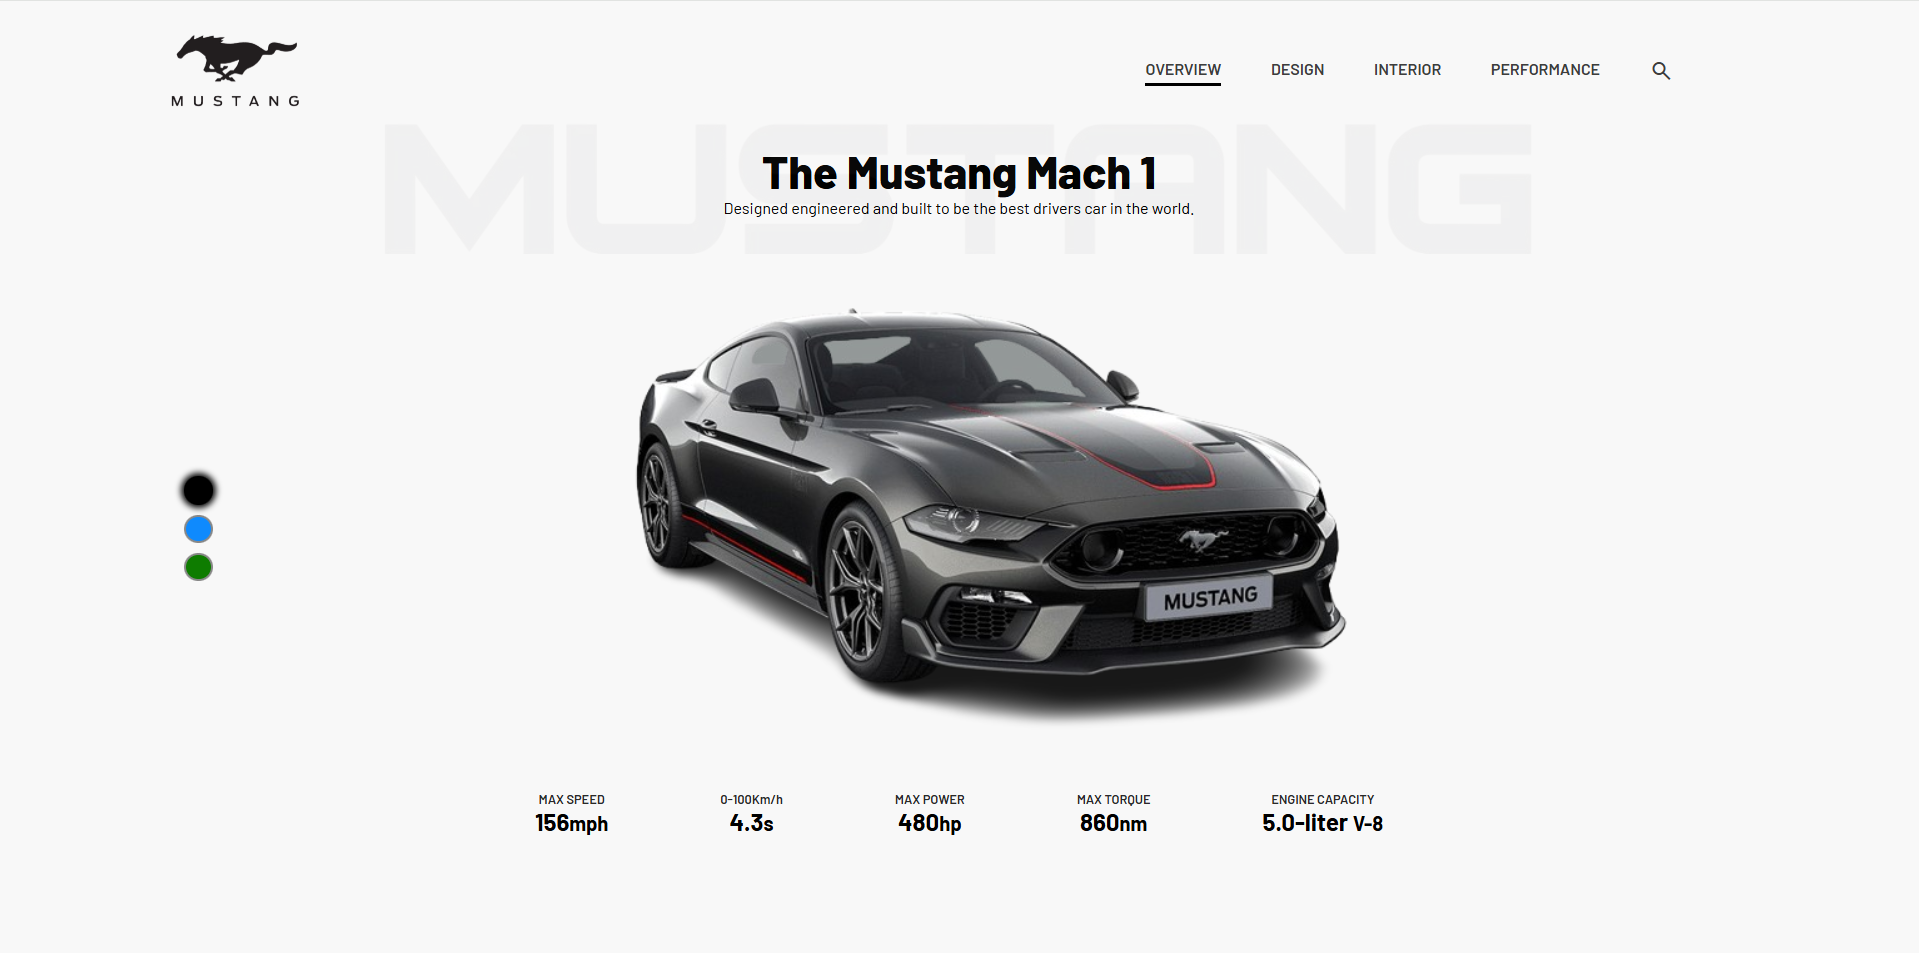 MUSTANG
OVERVIEW DESIGN INTERIOR PERFORMANCE
MUSTANG
The Mustang Mach 1
Designed engineered and built to be the best drivers car in the world.
MUSTANG
MAX SPEED
156mph
0-100Km/h
4.3s
MAX POWER
480hp
MAX TORQUE
860nm
ENGINE CAPACITY
5.0-liter V-8